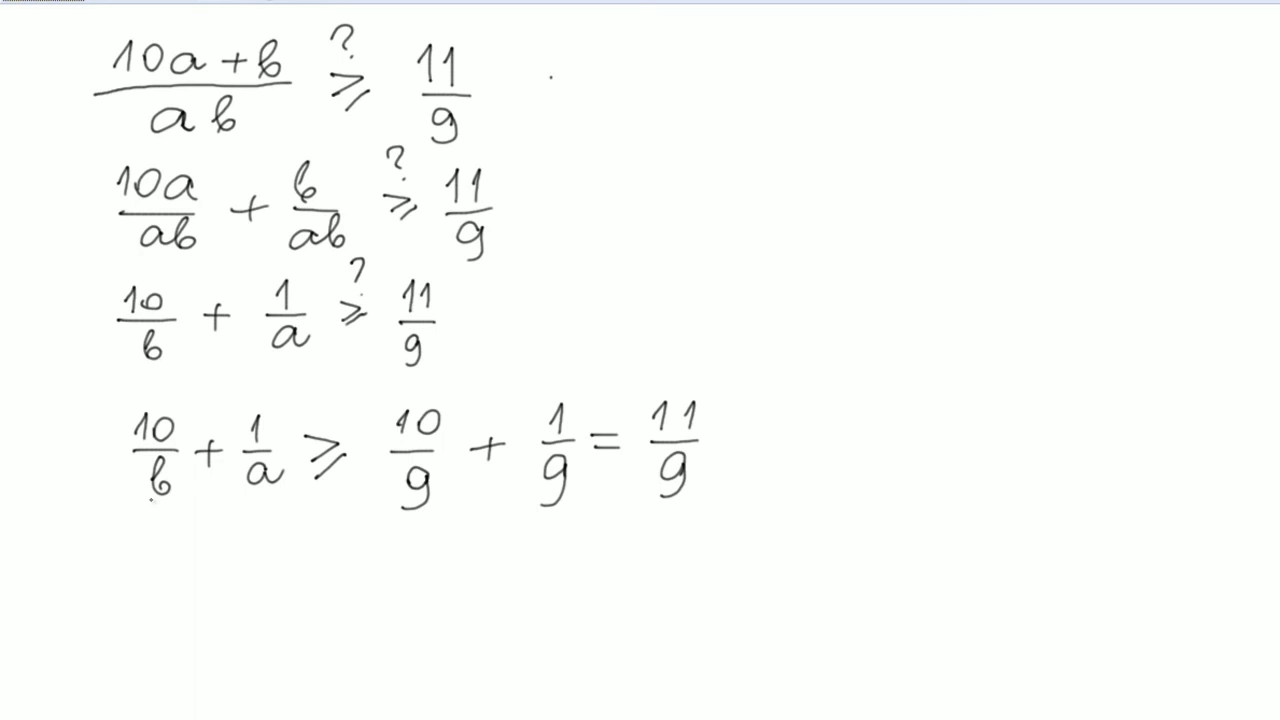 (10a + b)/(ab) ≥? 11/9
10a/(ab) + b/(ab) ≥? 11/9
10/b + 1/a ≥? 11/9
10/b + 1/a ≥ 10/9 + 1/9 = 11/9